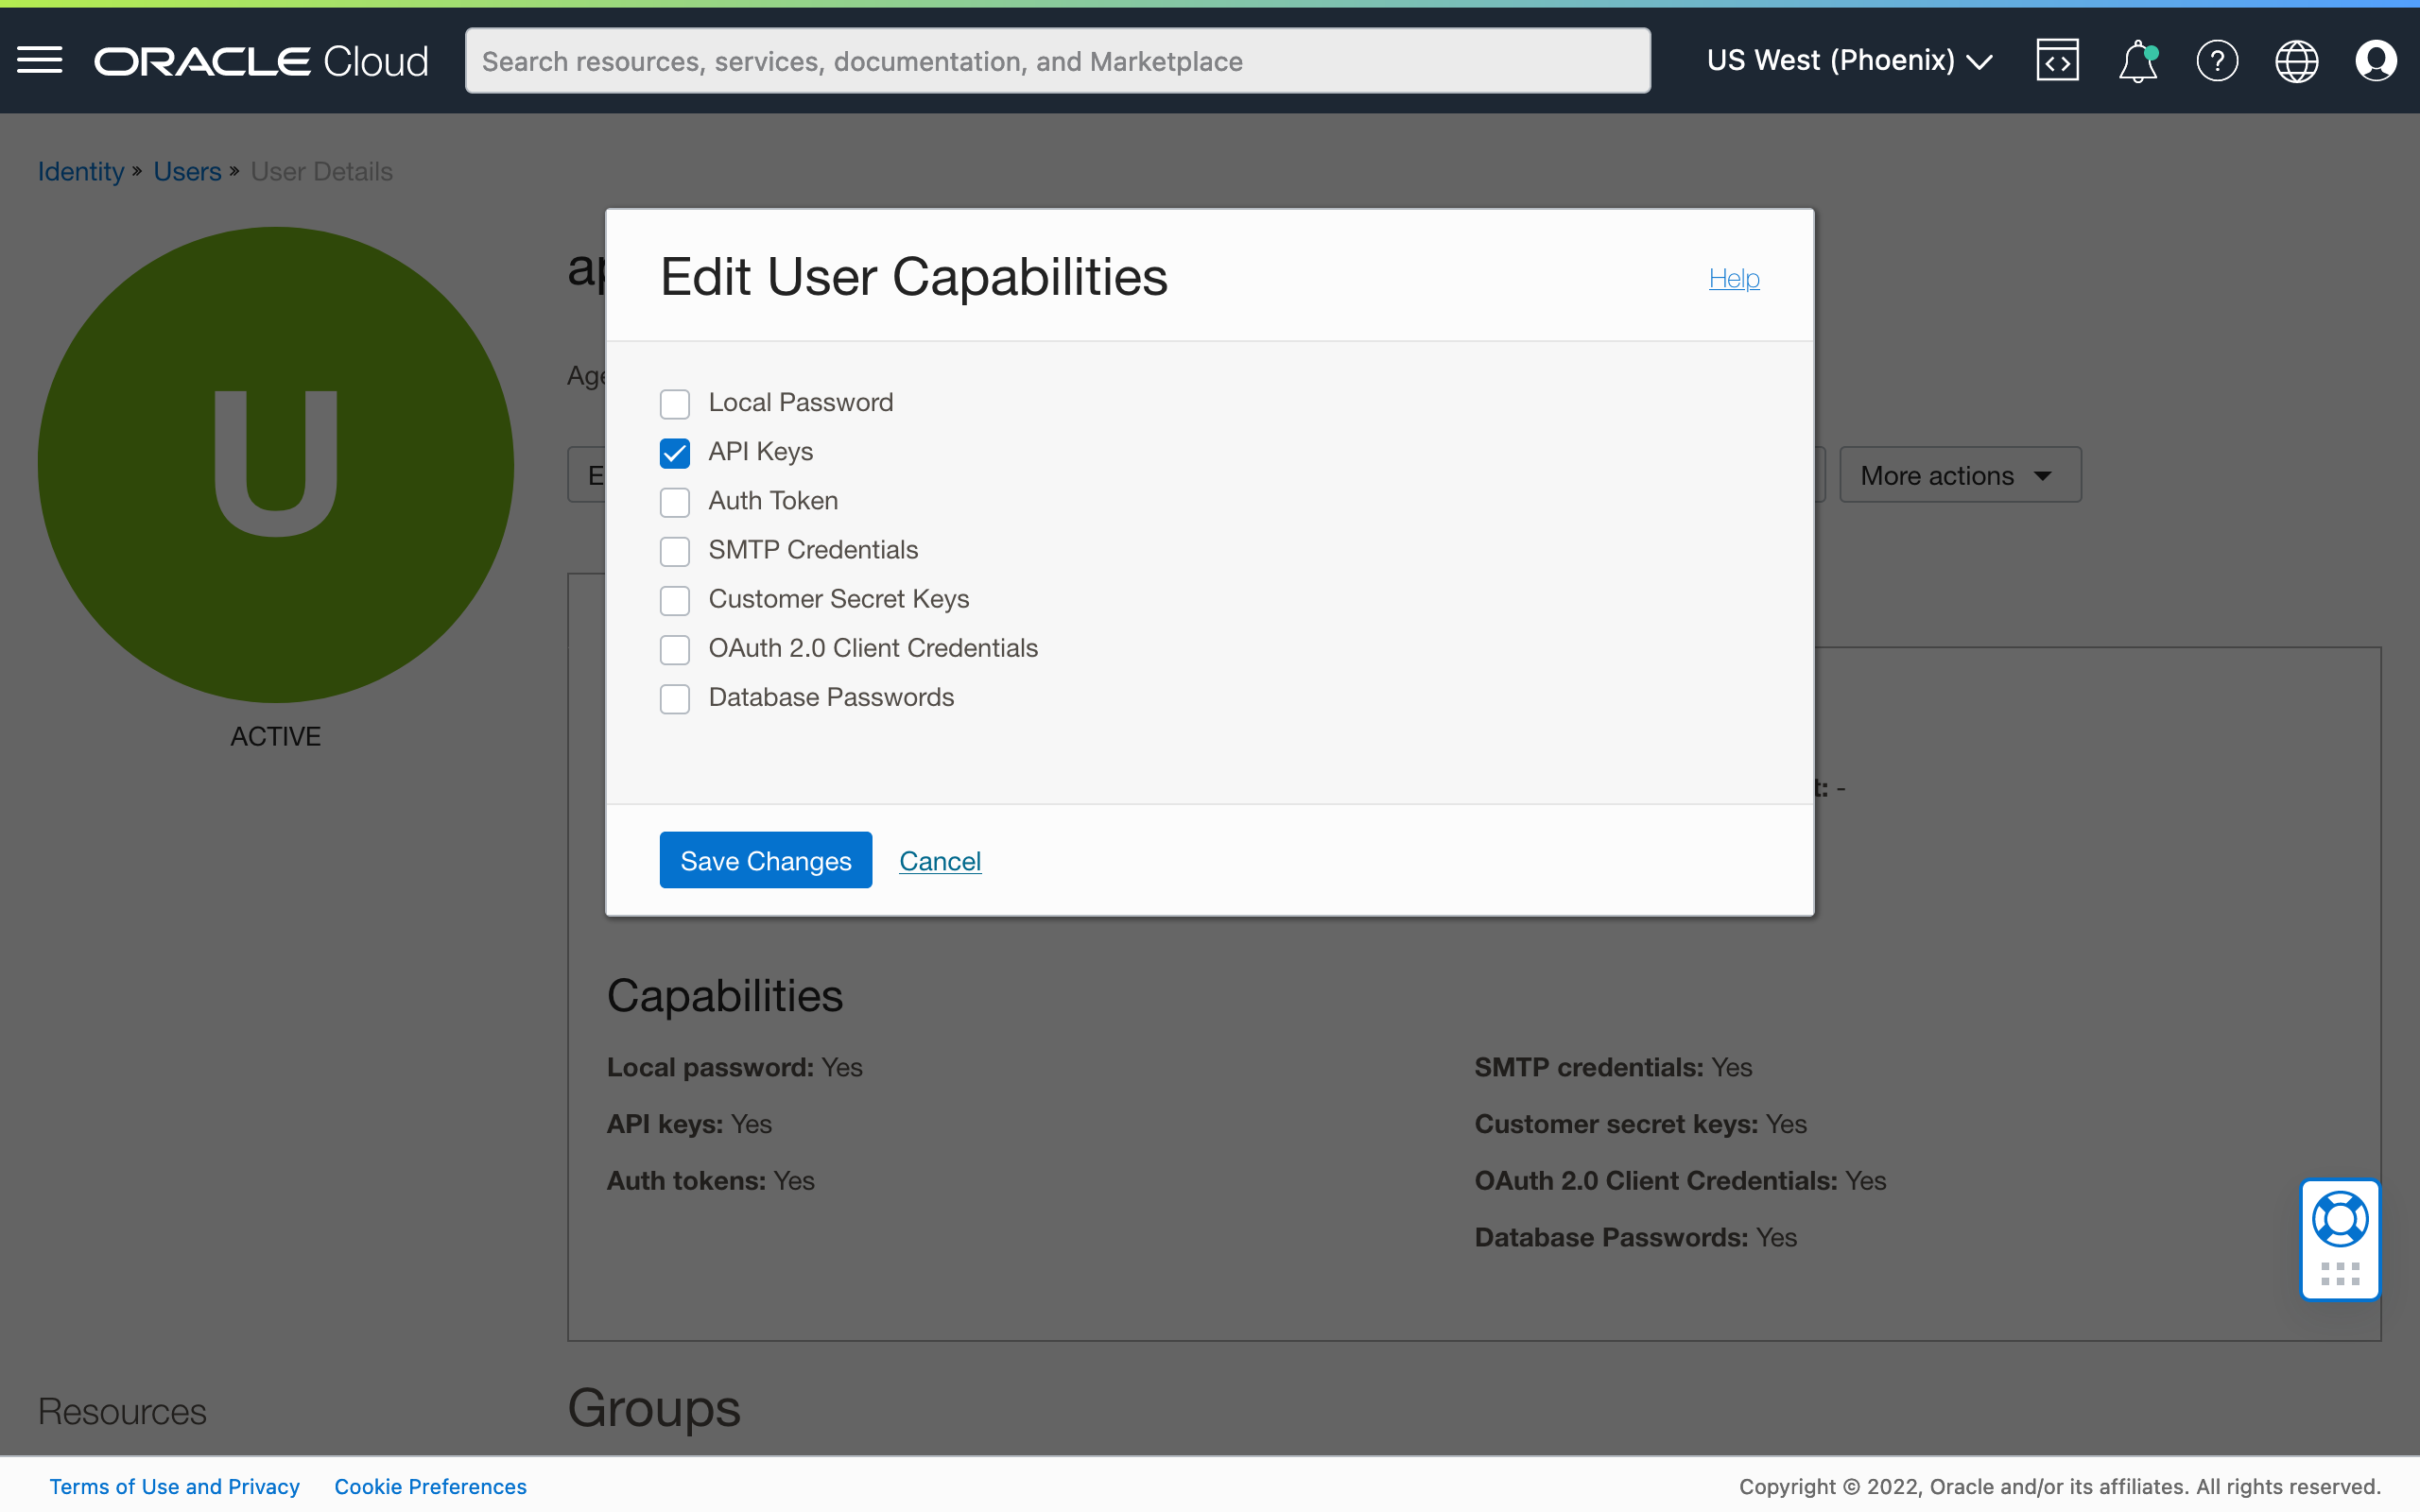 ORACLE Cloud
Search resources, services, documentation, and Marketplace
US West (Phoenix)
Identity » Users » User Details
U
ACTIVE
Edit User Capabilities
Help
Local Password
API Keys
Auth Token
SMTP Credentials
Customer Secret Keys
OAuth 2.0 Client Credentials
Database Passwords
More actions
Save Changes
Cancel
Capabilities
Local password: Yes
API keys: Yes
Auth tokens: Yes
SMTP credentials: Yes
Customer secret keys: Yes
OAuth 2.0 Client Credentials: Yes
Database Passwords: Yes
Resources
Groups
Terms of Use and Privacy
Cookie Preferences
Copyright © 2022, Oracle and/or its affiliates. All rights reserved.